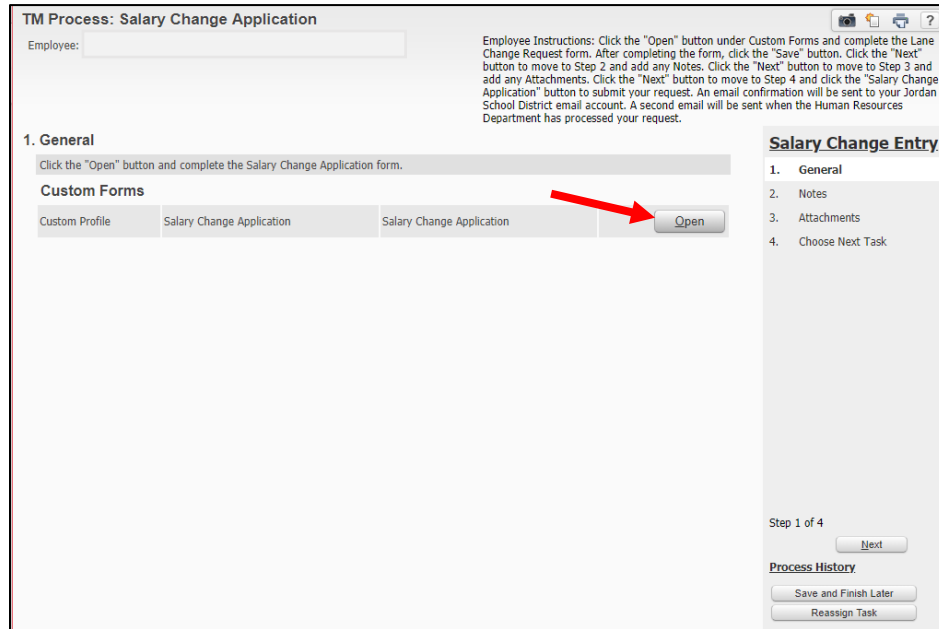 TM Process: Salary Change Application
?
Employee:
Employee Instructions: Click the "Open" button under Custom Forms and complete the Lane
Change Request form. After completing the form, click the "Save" button. Click the "Next"
button to move to Step 2 and add any Notes. Click the "Next" button to move to Step 3 and
add any Attachments. Click the "Next" button to move to Step 4 and click the "Salary Change
Application" button to submit your request. An email confirmation will be sent to your Jordan
School District email account. A second email will be sent when the Human Resources
Department has processed your request.
1. General
Click the "Open" button and complete the Salary Change Application form.
Custom Forms
Custom Profile Salary Change Application Salary Change Application Open
Salary Change Entry
1. General
2. Notes
3. Attachments
4. Choose Next Task
Step 1 of 4
Next
Process History
Save and Finish Later
Reassign Task